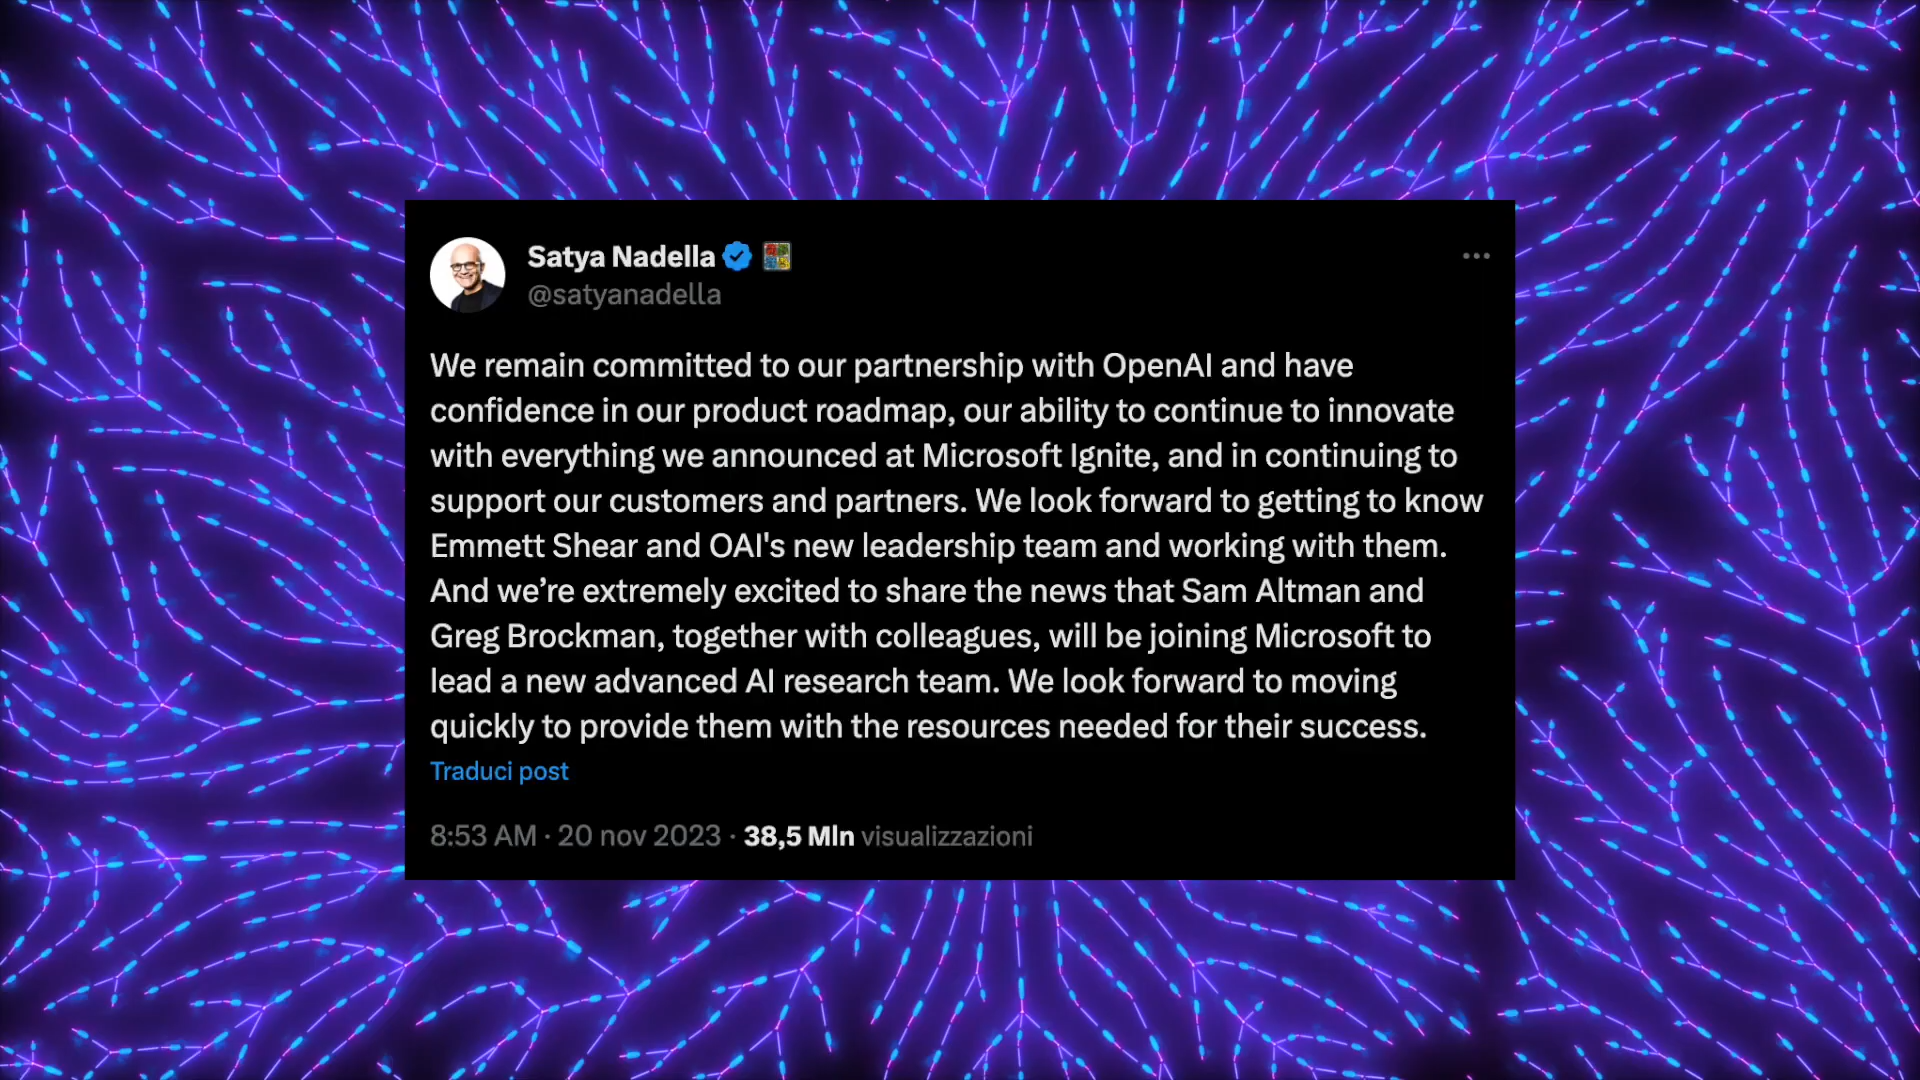 Satya Nadella
@satyanadella
We remain committed to our partnership with OpenAI and have
confidence in our product roadmap, our ability to continue to innovate
with everything we announced at Microsoft Ignite, and in continuing to
support our customers and partners. We look forward to getting to know
Emmett Shear and OAI's new leadership team and working with them.
And we’re extremely excited to share the news that Sam Altman and
Greg Brockman, together with colleagues, will be joining Microsoft to
lead a new advanced AI research team. We look forward to moving
quickly to provide them with the resources needed for their success.
Traduci post
8:53 AM · 20 nov 2023 · 38,5 Mln visualizzazioni